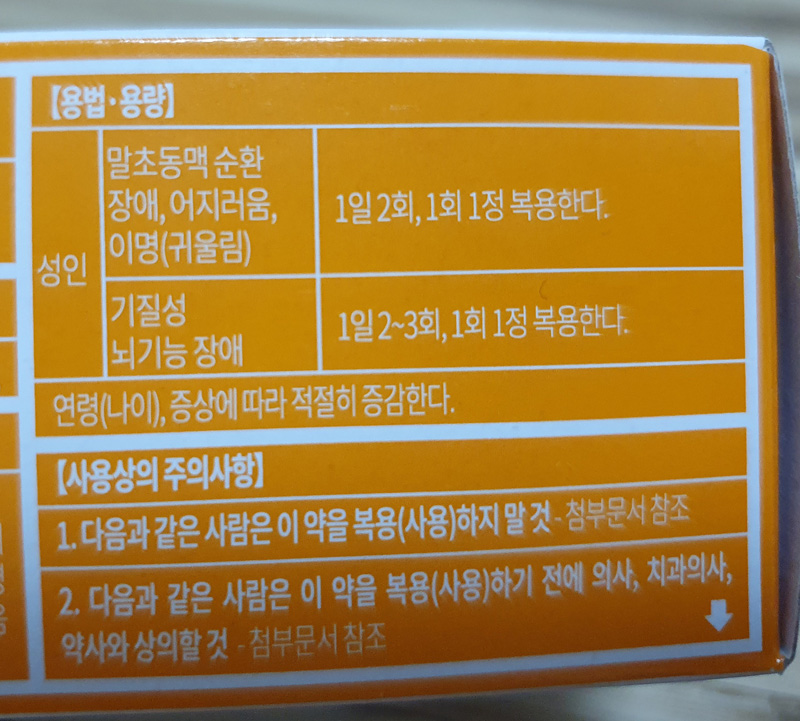 【용법·용량】
성인
말초동맥 순환
장애, 어지러움,
이명(귀울림)
1일 2회, 1회 1정 복용한다.
기질성
뇌기능 장애
1일 2~3회, 1회 1정 복용한다.
연령(나이), 증상에 따라 적절히 증감한다.
【사용상의 주의사항】
1. 다음과 같은 사람은 이 약을 복용(사용)하지 말 것 - 첨부문서 참조
2. 다음과 같은 사람은 이 약을 복용(사용)하기 전에 의사, 치과의사,
약사와 상의할 것 - 첨부문서 참조